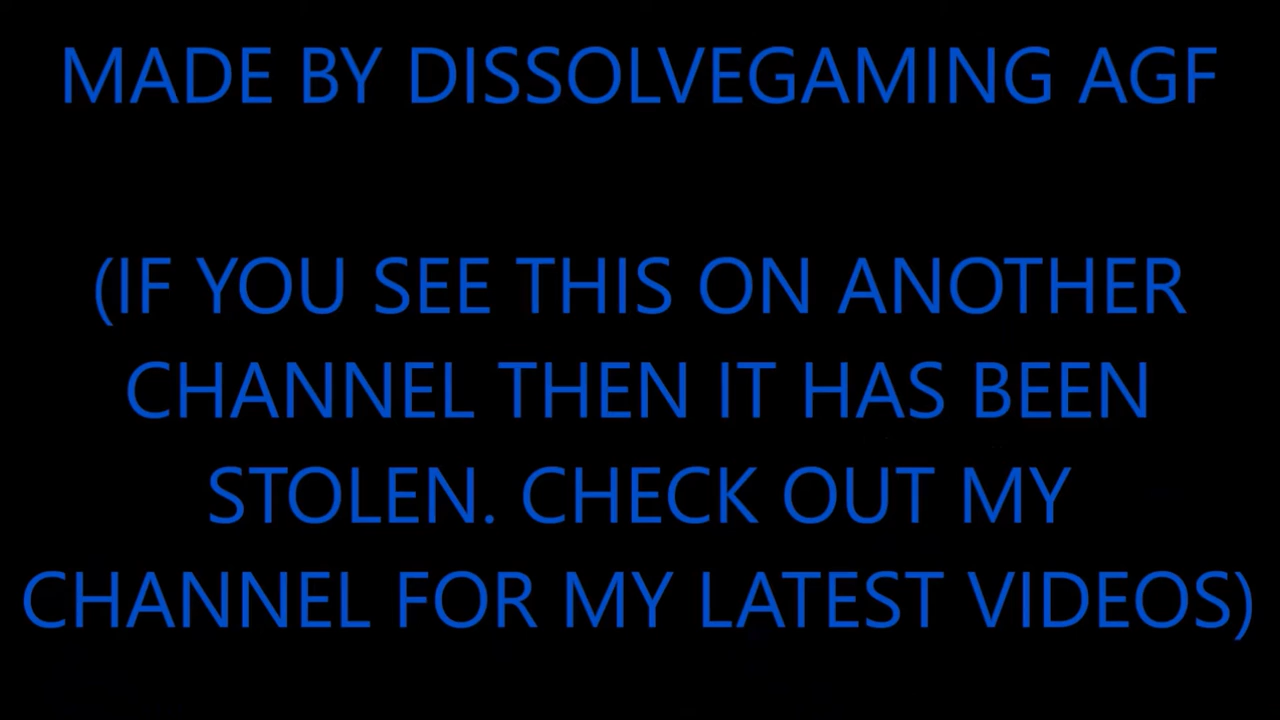 MADE BY DISSOLVEGAMING AGF
(IF YOU SEE THIS ON ANOTHER
CHANNEL THEN IT HAS BEEN
STOLEN. CHECK OUT MY
CHANNEL FOR MY LATEST VIDEOS)